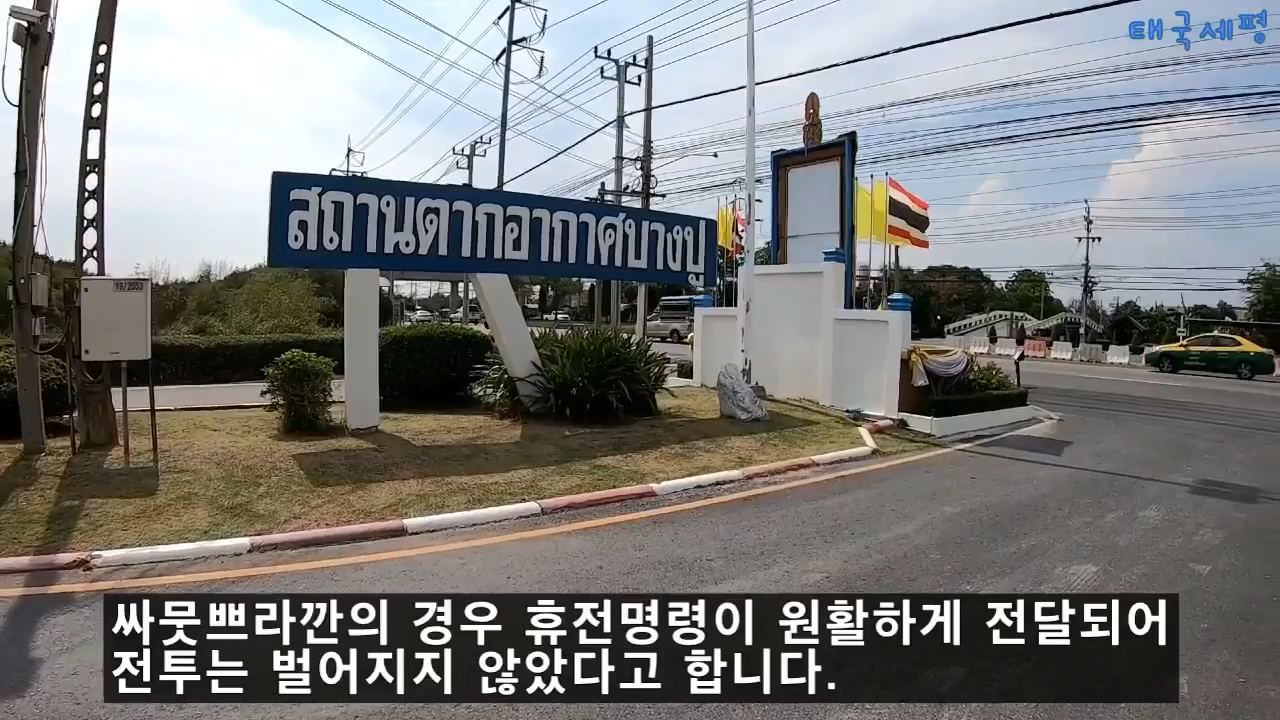 태국세평
สถานตากอากาศบางปู
19/2553
싸뭇쁘라깐의 경우 휴전명령이 원활하게 전달되어
전투는 벌어지지 않았다고 합니다.